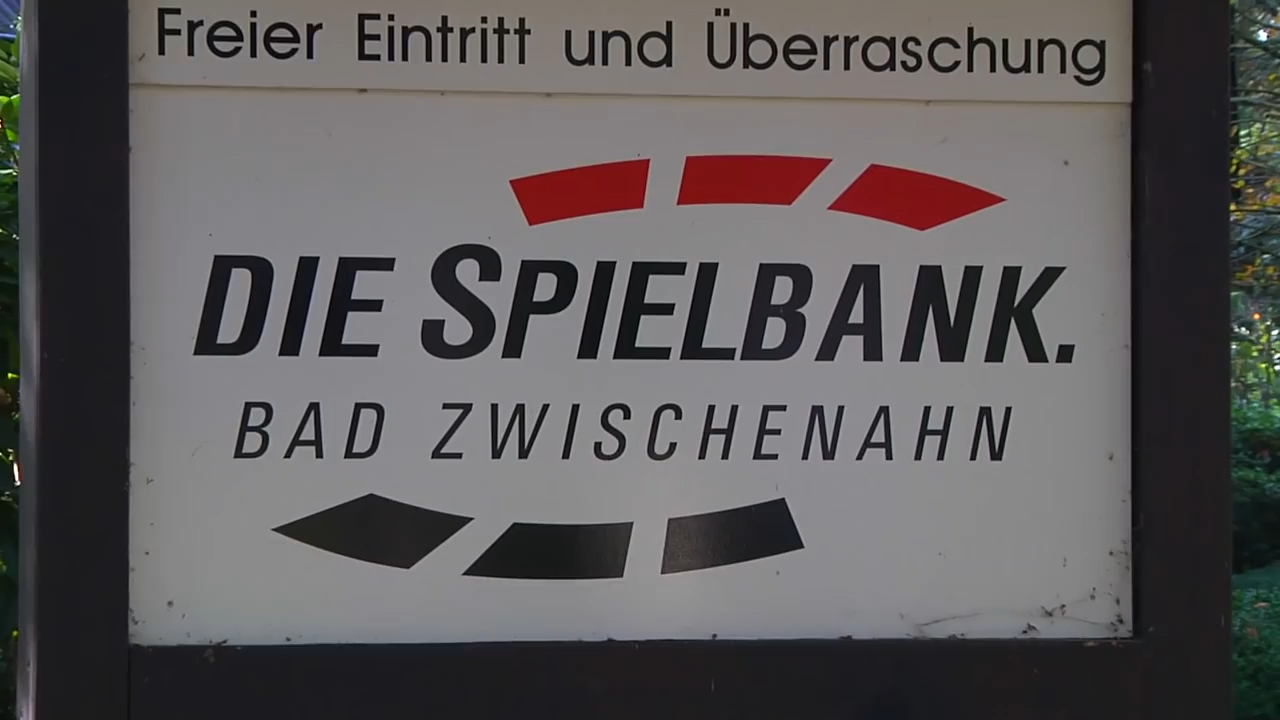 Freier Eintritt und Überraschung
DIE SPIELBANK.
BAD ZWISCHENAHN